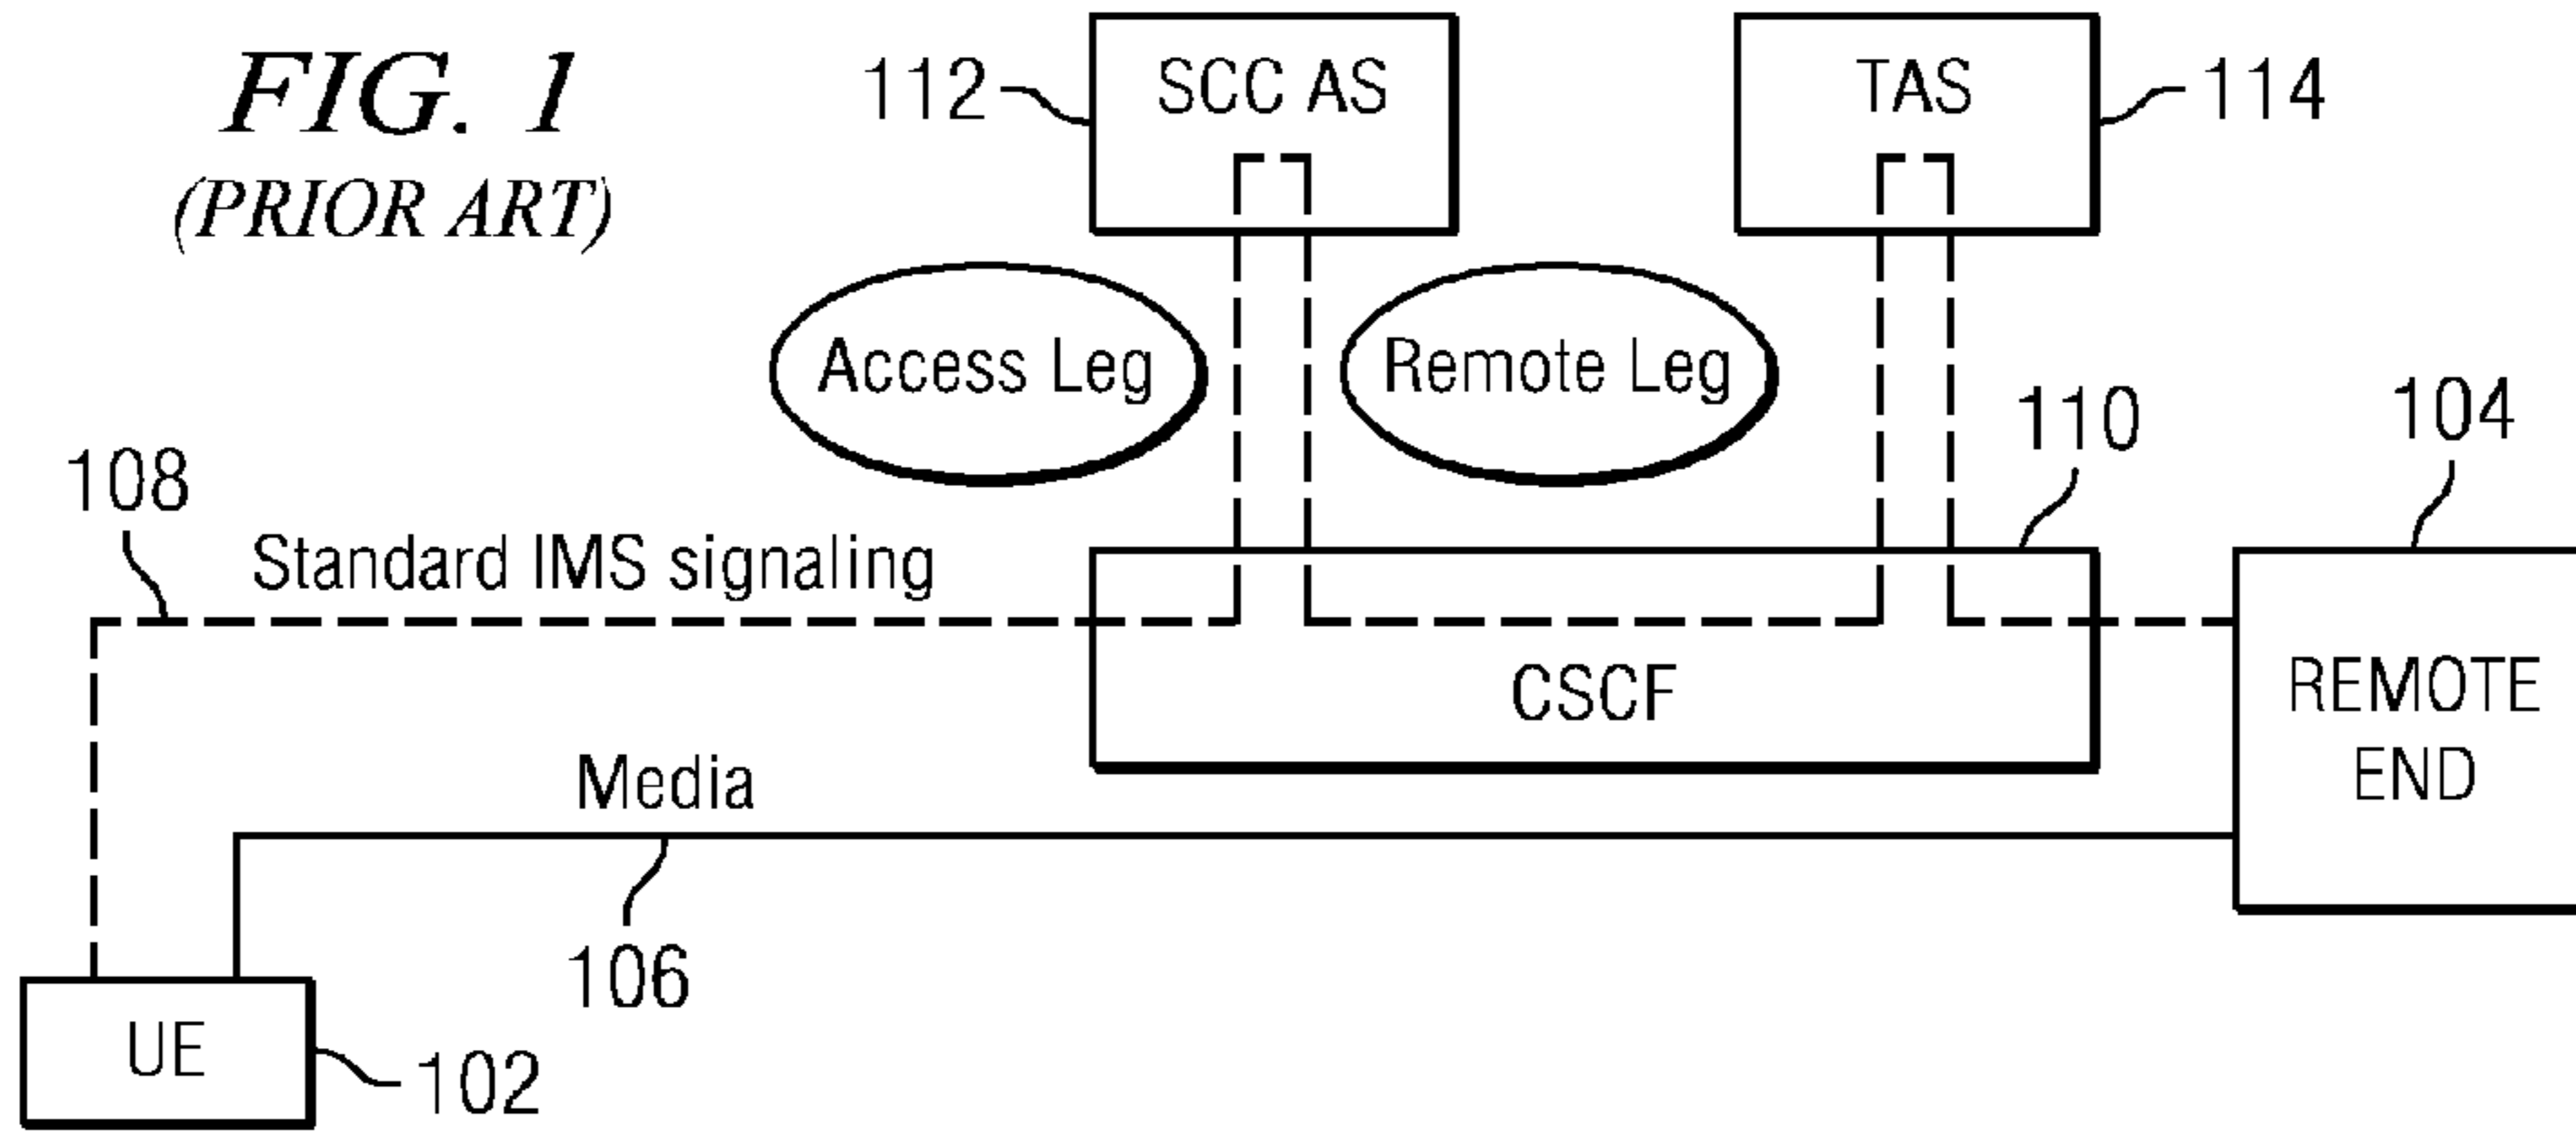 FIG. 1
(PRIOR ART)
112
SCC AS
TAS
114
Access Leg
Remote Leg
110
104
108
Standard IMS signaling
CSCF
REMOTE
END
Media
106
UE
102